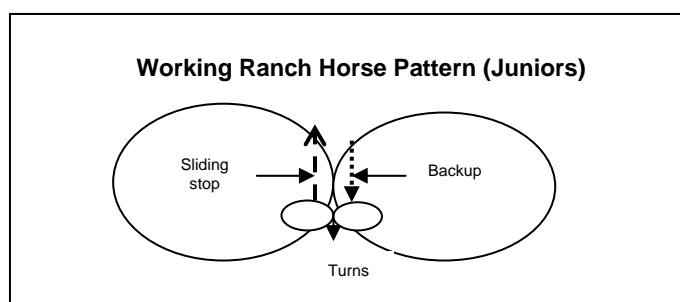 Working Ranch Horse Pattern (Juniors)
Sliding
stop
Backup
Turns